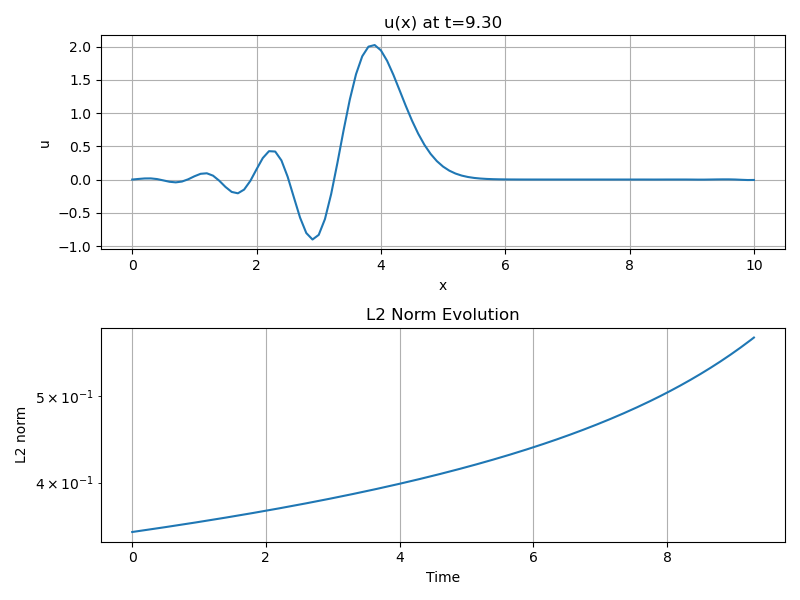 u(x) at t=9.30
2.0
1.5
1.0
0.5
0.0
−0.5
−1.0
u
0 2 4 6 8 10
x
L2 Norm Evolution
5 × 10⁻¹
4 × 10⁻¹
L2 norm
0 2 4 6 8
Time